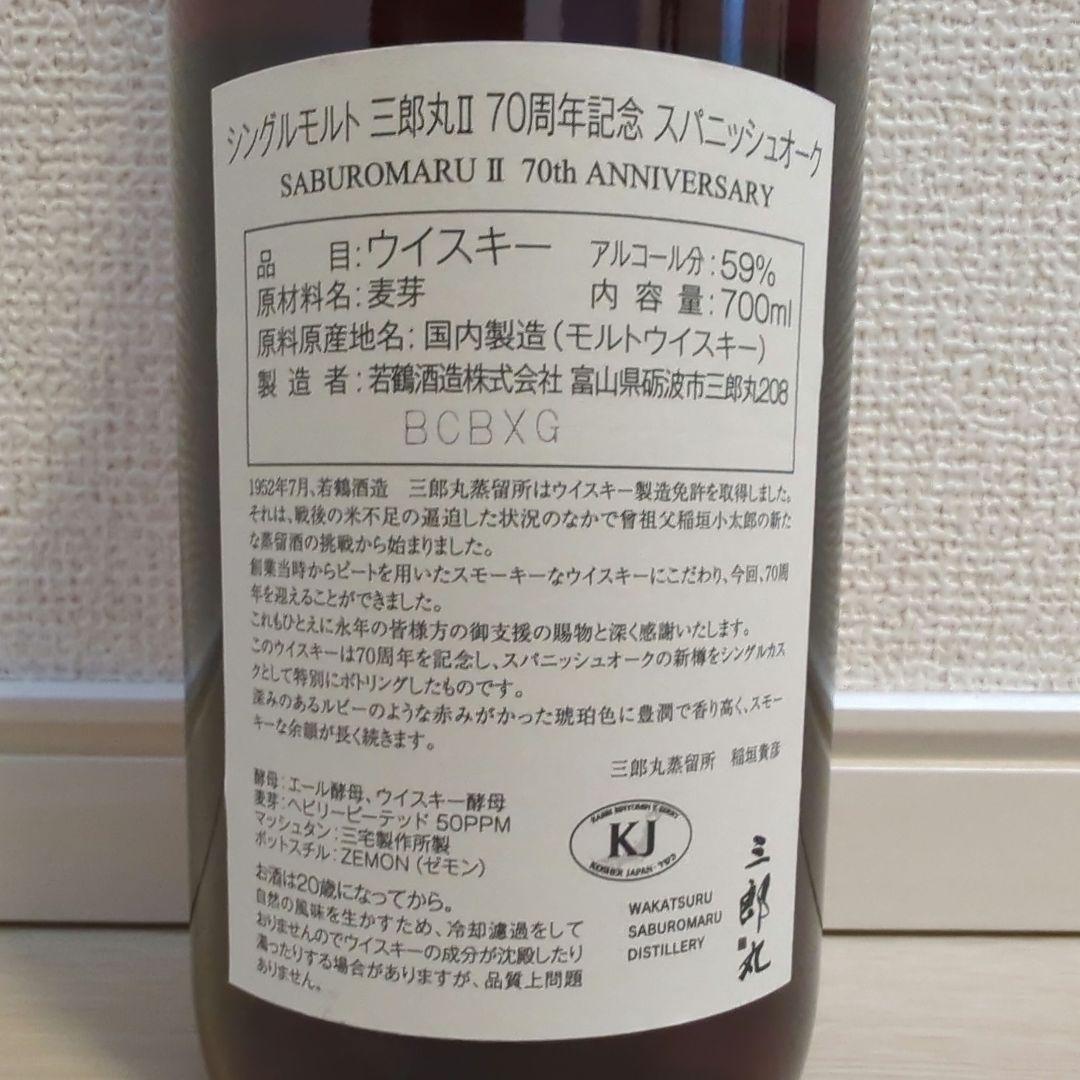 シングルモルト 三郎丸Ⅱ 70周年記念 スパニッシュオーク
SABUROMARU Ⅱ 70th ANNIVERSARY
品目:ウイスキー アルコール分:59%
原材料名:麦芽 内容量:700ml
原料原産地名:国内製造(モルトウイスキー)
製造者:若鶴酒造株式会社 富山県砺波市三郎丸208
BCBXG
1952年7月、若鶴酒造 三郎丸蒸留所はウイスキー製造免許を取得しました。
それは、戦後の米不足の逼迫した状況のなかで曾祖父稲垣小太郎の新た
な蒸留酒の挑戦から始まりました。
創業当時からピートを用いたスモーキーなウイスキーにこだわり、今回、70周
年を迎えることができました。
これもひとえに永年の皆様方の御支援の賜物と深く感謝いたします。
このウイスキーは70周年を記念し、スパニッシュオークの新樽をシングルカス
クとして特別にボトリングしたものです。
深みのあるルビーのような赤みがかった琥珀色に豊潤で香り高く、スモー
キーな余韻が長く続きます。
三郎丸蒸留所 稲垣貴彦
酵母:エール酵母、ウイスキー酵母
麦芽:ヘビリーピーテッド 50PPM
マッシュタン:三宅製作所製
ポットスチル:ZEMON(ゼモン)
お酒は20歳になってから。
自然の風味を生かすため、冷却濾過をして
おりませんのでウイスキーの成分が沈殿したり
濁ったりする場合がありますが、品質上問題
ありません。
KJ
KOSHER JAPAN・כשר
WAKATSURU
SABUROMARU
DISTILLERY
三郎丸